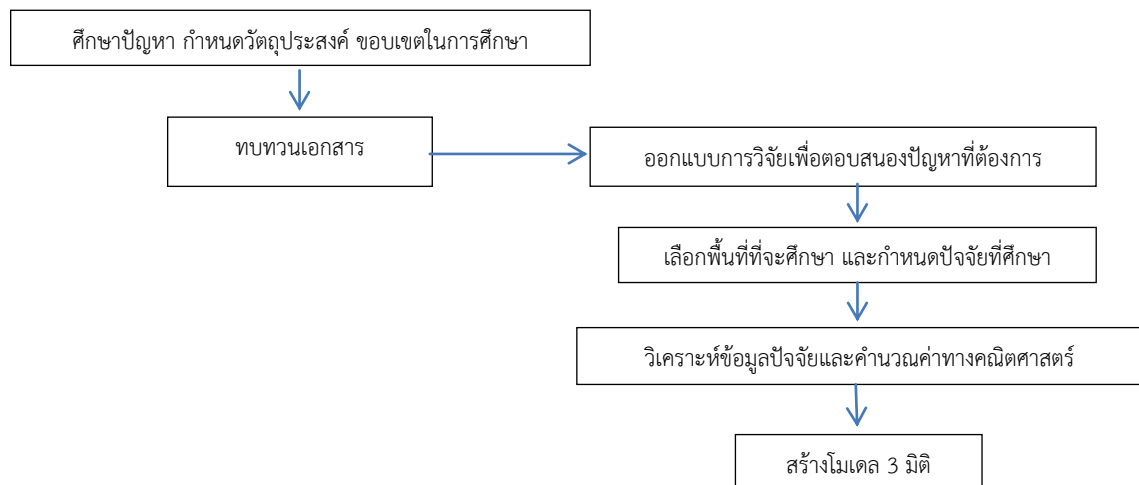 ศึกษาปัญหา กำหนดวัตถุประสงค์ ขอบเขตในการศึกษา
ทบทวนเอกสาร
ออกแบบการวิจัยเพื่อตอบสนองปัญหาที่ต้องการ
เลือกพื้นที่ที่จะศึกษา และกำหนดปัจจัยที่ศึกษา
วิเคราะห์ข้อมูลปัจจัยและคำนวณค่าทางคณิตศาสตร์
สร้างโมเดล 3 มิติ